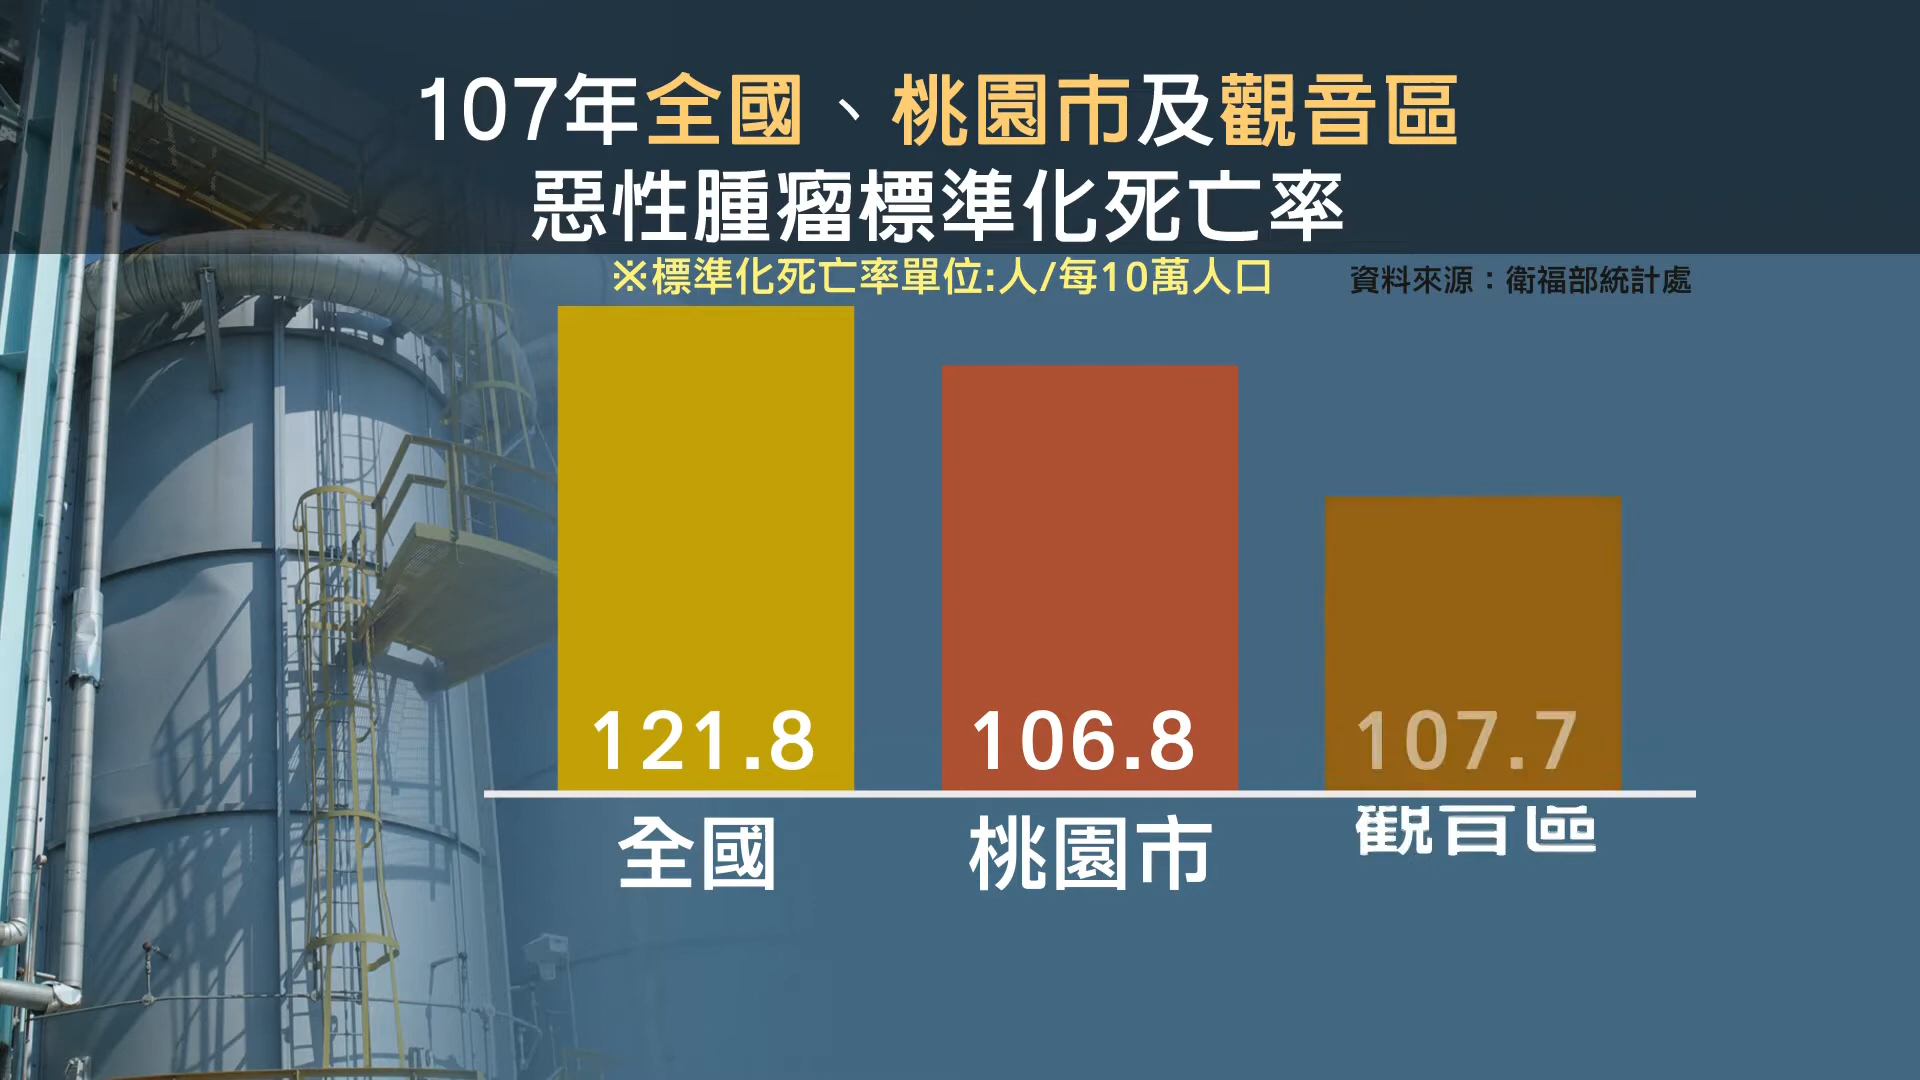 107年全國、桃園市及觀音區
惡性腫瘤標準化死亡率
※標準化死亡率單位:人/每10萬人口
資料來源：衛福部統計處
121.8
106.8
107.7
全國
桃園市
觀音區